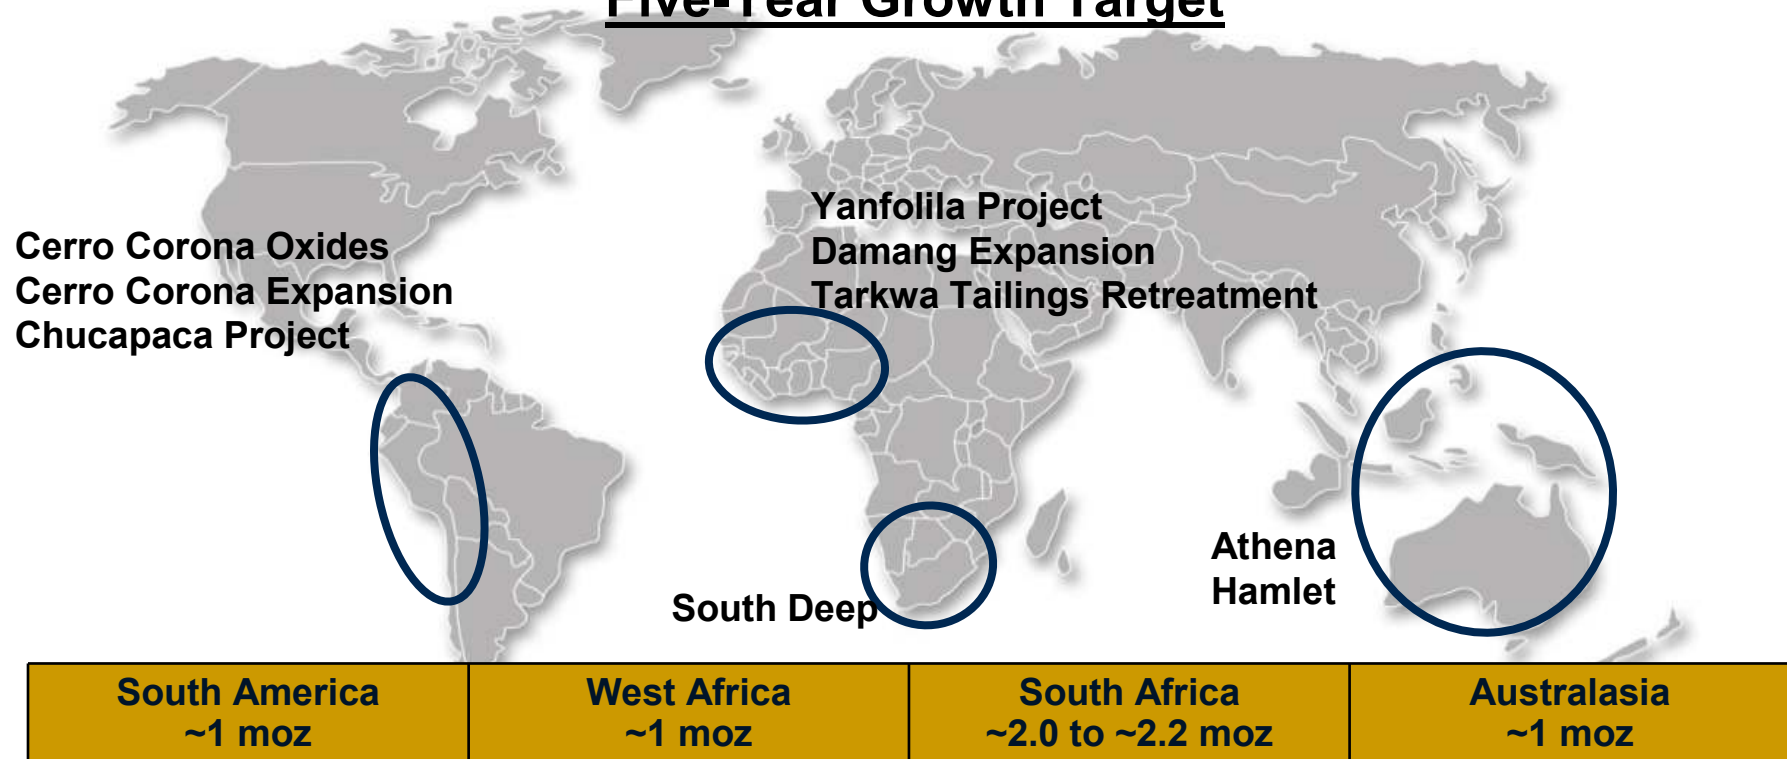 Five-Year Growth Target
Yanfolila Project
Damang Expansion
Tarkwa Tailings Retreatment
Cerro Corona Oxides
Cerro Corona Expansion
Chucapaca Project
Athena
Hamlet
South Deep
South America
~1 moz
West Africa
~1 moz
South Africa
~2.0 to ~2.2 moz
Australasia
~1 moz